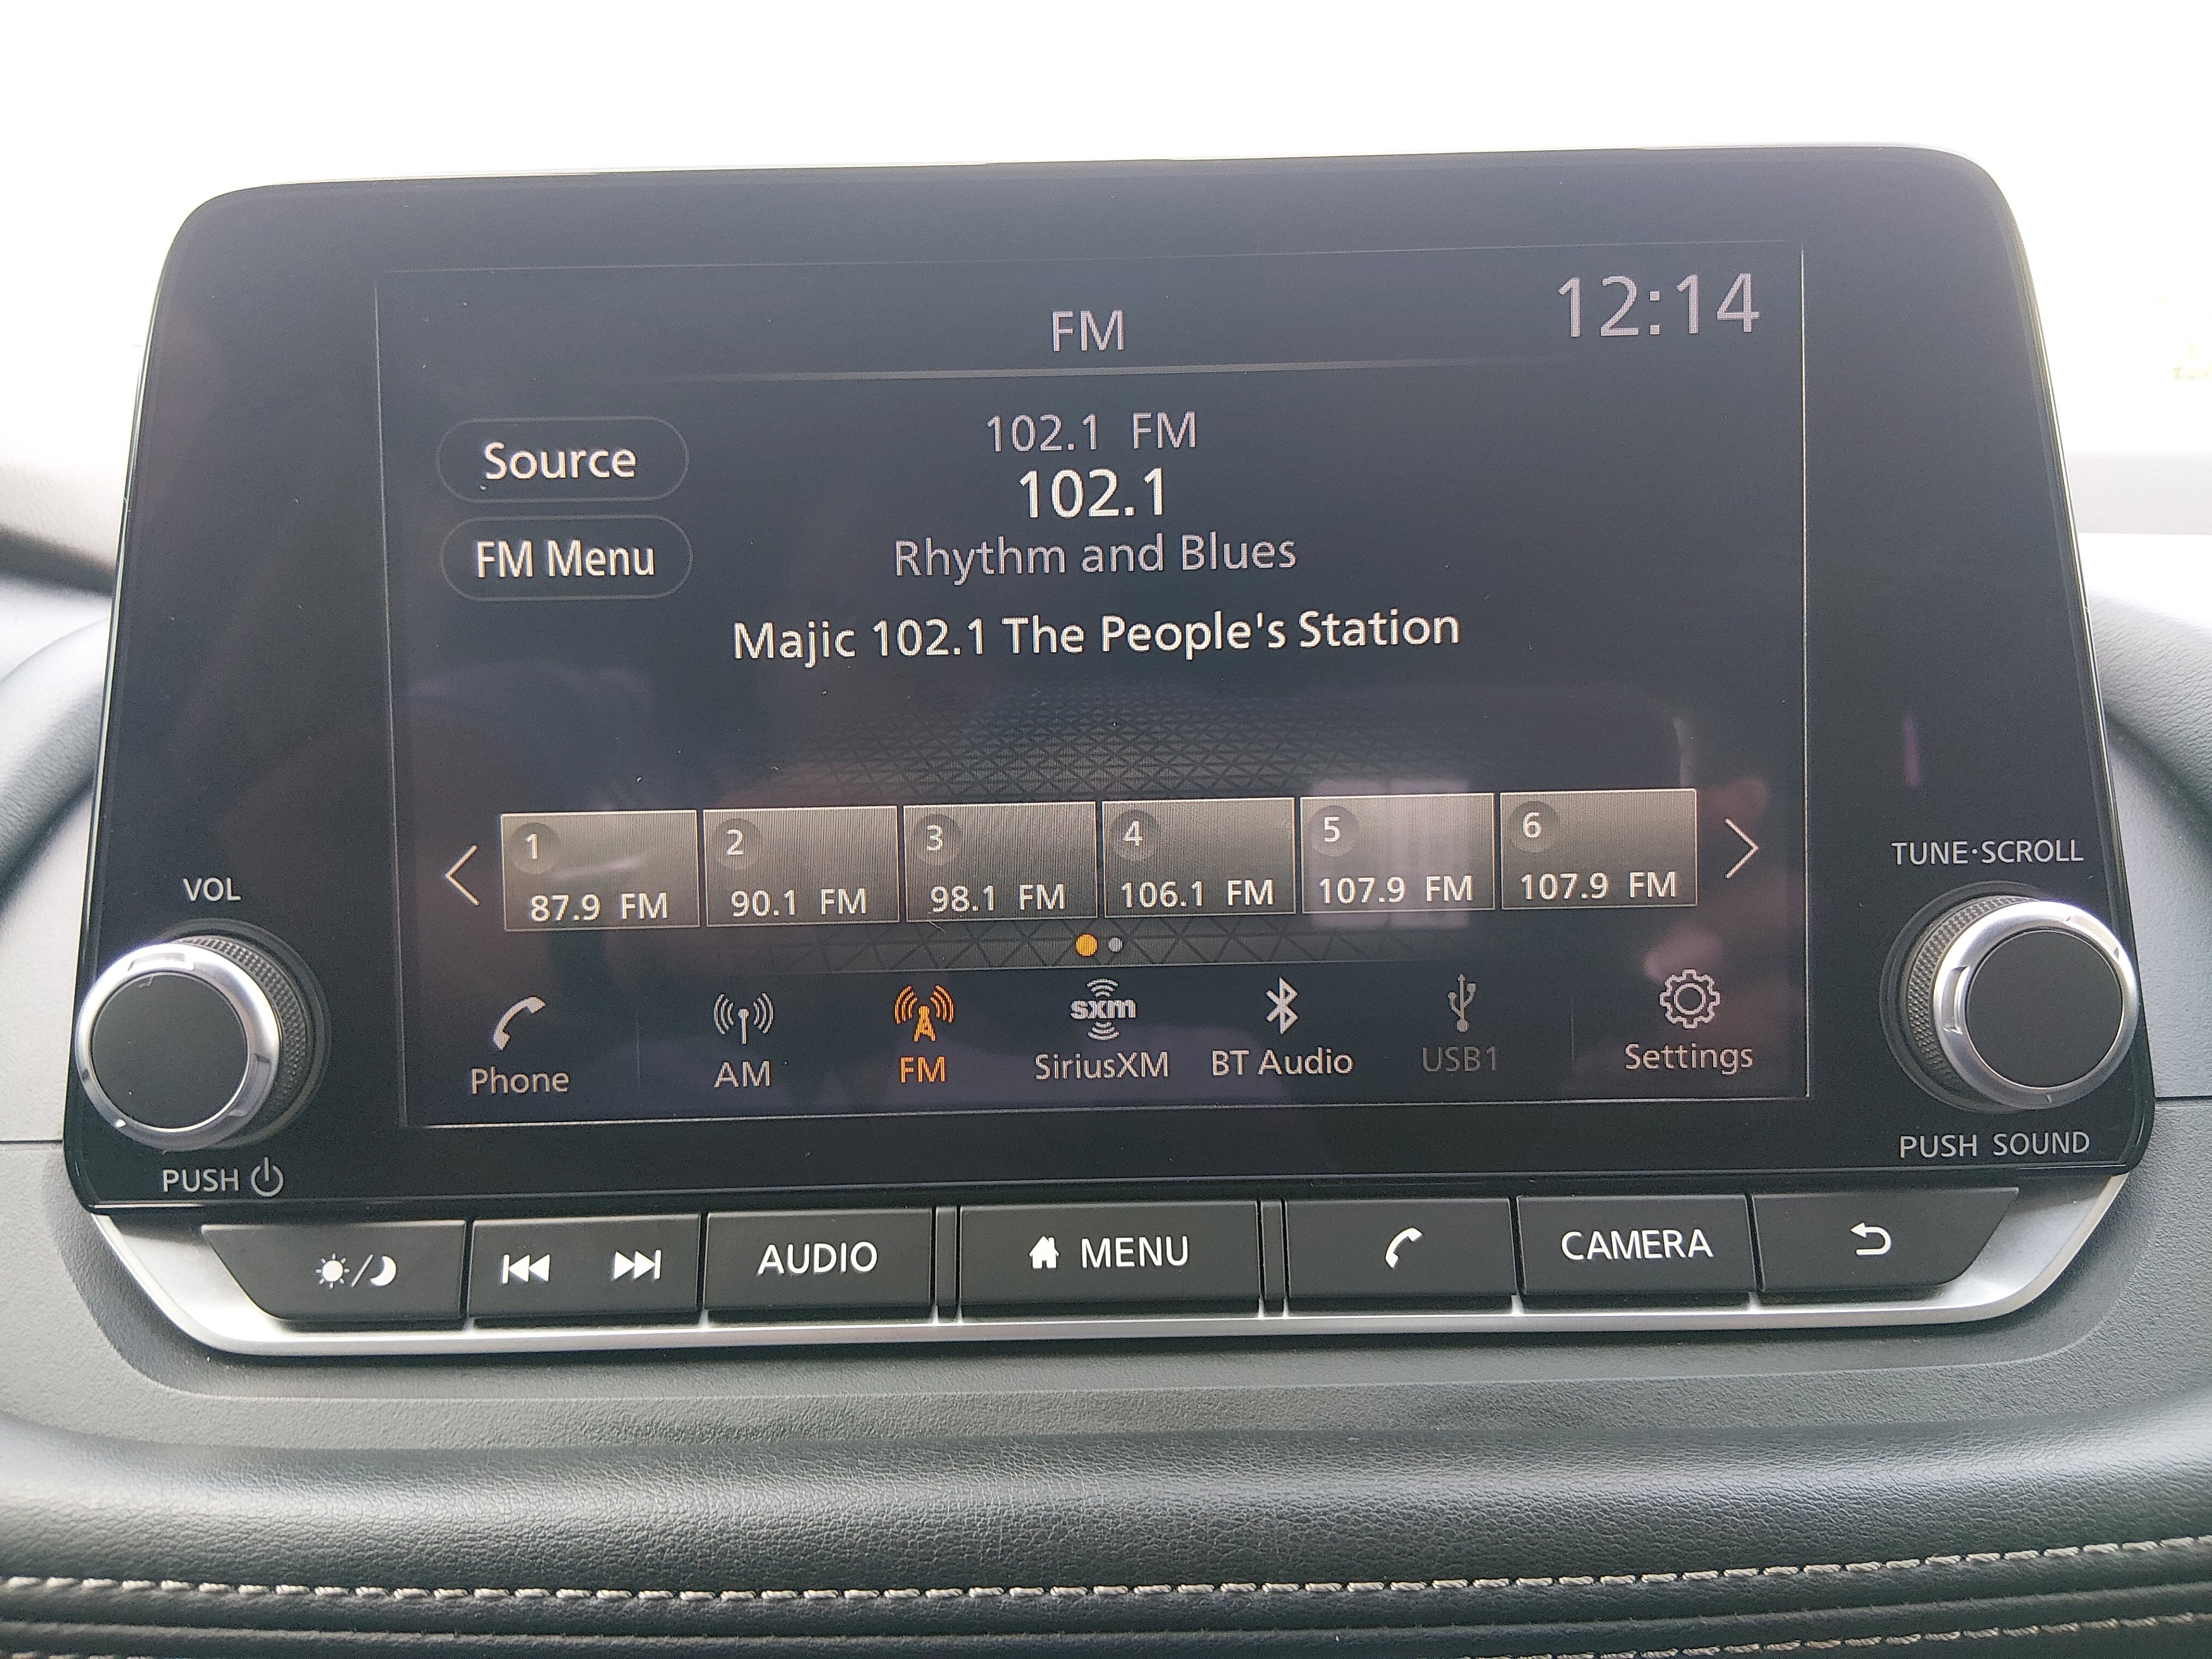 12:14
FM
102.1 FM
Source
102.1
FM Menu
Rhythm and Blues
Majic 102.1 The People's Station
1 2 3 4 5 6
87.9 FM 90.1 FM 98.1 FM 106.1 FM 107.9 FM 107.9 FM
VOL
TUNE·SCROLL
sxm
Phone AM FM SiriusXM BT Audio USB1 Settings
PUSH
PUSH SOUND
AUDIO MENU CAMERA